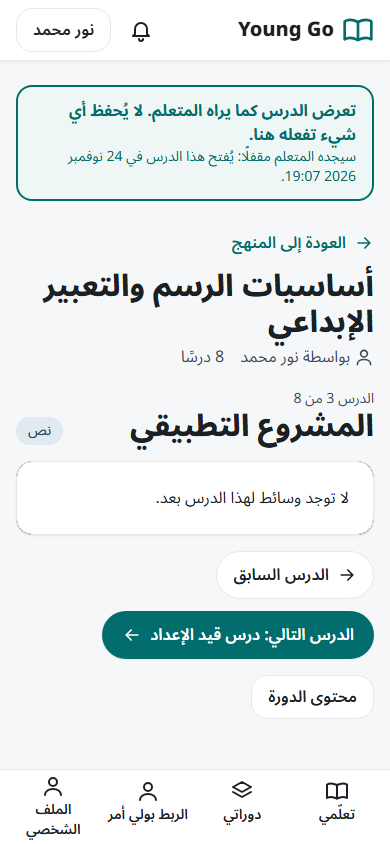 Young Go
نور محمد
تعرض الدرس كما يراه المتعلم. لا يُحفظ أي
شيء تفعله هنا.
سيجده المتعلم مقفلًا: يُفتح هذا الدرس في 24 نوفمبر
2026 19:07.
العودة إلى المنهج
أساسيات الرسم والتعبير
الإبداعي
بواسطة نور محمد 8 درسًا
الدرس 3 من 8
المشروع التطبيقي
نص
لا توجد وسائط لهذا الدرس بعد.
الدرس السابق
الدرس التالي: درس قيد الإعداد
محتوى الدورة
تعلّمي
دوراتي
الربط بولي أمر
الملف
الشخصي